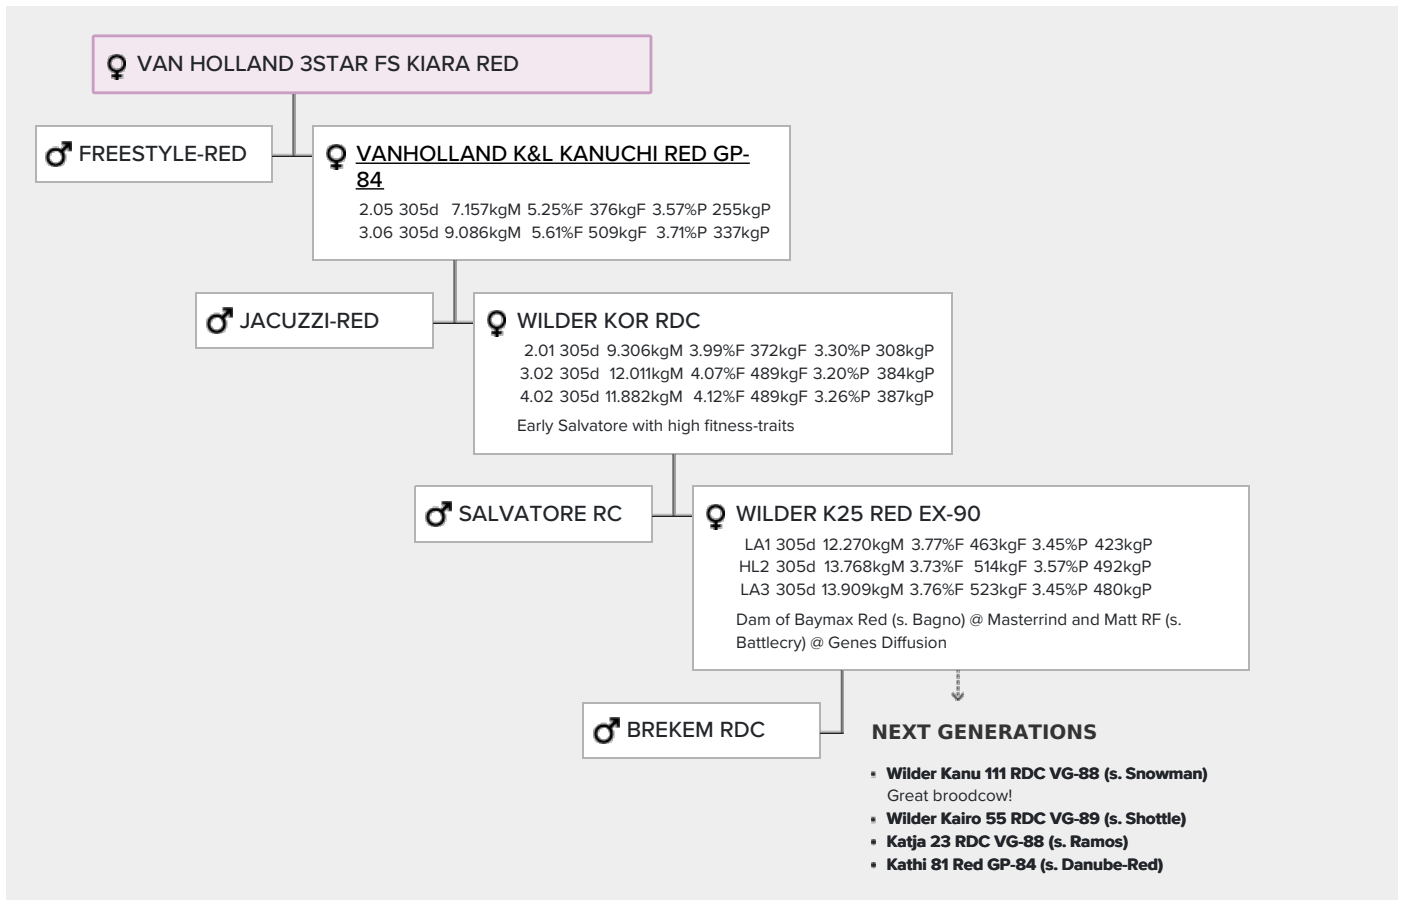 VAN HOLLAND 3STAR FS KIARA RED
FREESTYLE-RED
VANHOLLAND K&L KANUCHI RED GP-
84
2.05 305d 7.157kgM 5.25%F 376kgF 3.57%P 255kgP
3.06 305d 9.086kgM 5.61%F 509kgF 3.71%P 337kgP
JACUZZI-RED
WILDER KOR RDC
2.01 305d 9.306kgM 3.99%F 372kgF 3.30%P 308kgP
3.02 305d 12.011kgM 4.07%F 489kgF 3.20%P 384kgP
4.02 305d 11.882kgM 4.12%F 489kgF 3.26%P 387kgP
Early Salvatore with high fitness-traits
SALVATORE RC
WILDER K25 RED EX-90
LA1 305d 12.270kgM 3.77%F 463kgF 3.45%P 423kgP
HL2 305d 13.768kgM 3.73%F 514kgF 3.57%P 492kgP
LA3 305d 13.909kgM 3.76%F 523kgF 3.45%P 480kgP
Dam of Baymax Red (s. Bagno) @ Masterrind and Matt RF (s.
Battlecry) @ Genes Diffusion
BREKEM RDC
NEXT GENERATIONS
Wilder Kanu 111 RDC VG-88 (s. Snowman)
Great broodcow!
Wilder Kairo 55 RDC VG-89 (s. Shottle)
Katja 23 RDC VG-88 (s. Ramos)
Kathi 81 Red GP-84 (s. Danube-Red)